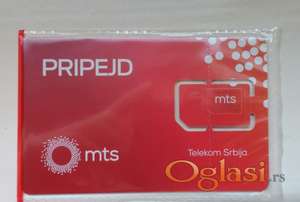 PRIPEJD
mts
mts
Telekom Srbija
Oglasi.rs